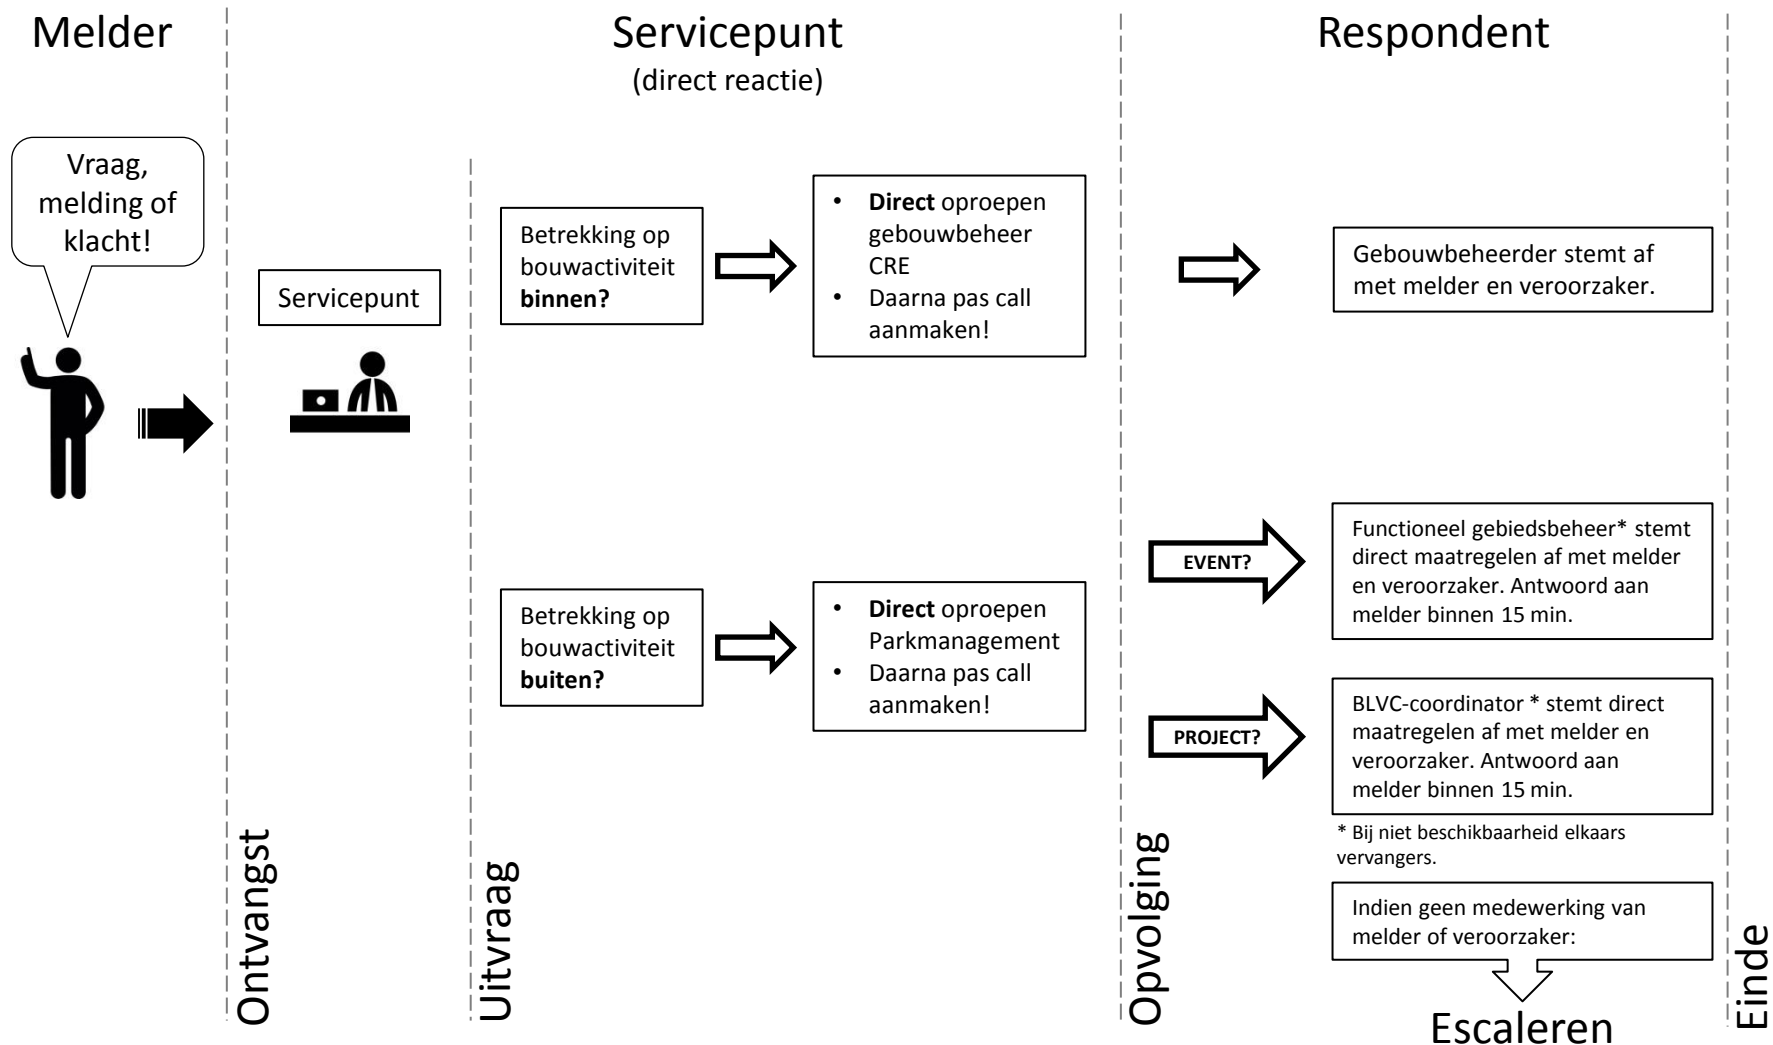 Melder
Servicepunt
(direct reactie)
Respondent
Vraag,
melding of
klacht!
Servicepunt
Betrekking op
bouwactiviteit
binnen?
• Direct oproepen
gebouwbeheer
CRE
• Daarna pas call
aanmaken!
Gebouwbeheerder stemt af
met melder en veroorzaker.
Betrekking op
bouwactiviteit
buiten?
• Direct oproepen
Parkmanagement
• Daarna pas call
aanmaken!
EVENT?
Functioneel gebiedsbeheer* stemt
direct maatregelen af met melder
en veroorzaker. Antwoord aan
melder binnen 15 min.
PROJECT?
BLVC-coordinator * stemt direct
maatregelen af met melder en
veroorzaker. Antwoord aan
melder binnen 15 min.
* Bij niet beschikbaarheid elkaars
vervangers.
Indien geen medewerking van
melder of veroorzaker:
Escaleren
Ontvangst
Uitvraag
Opvolging
Einde